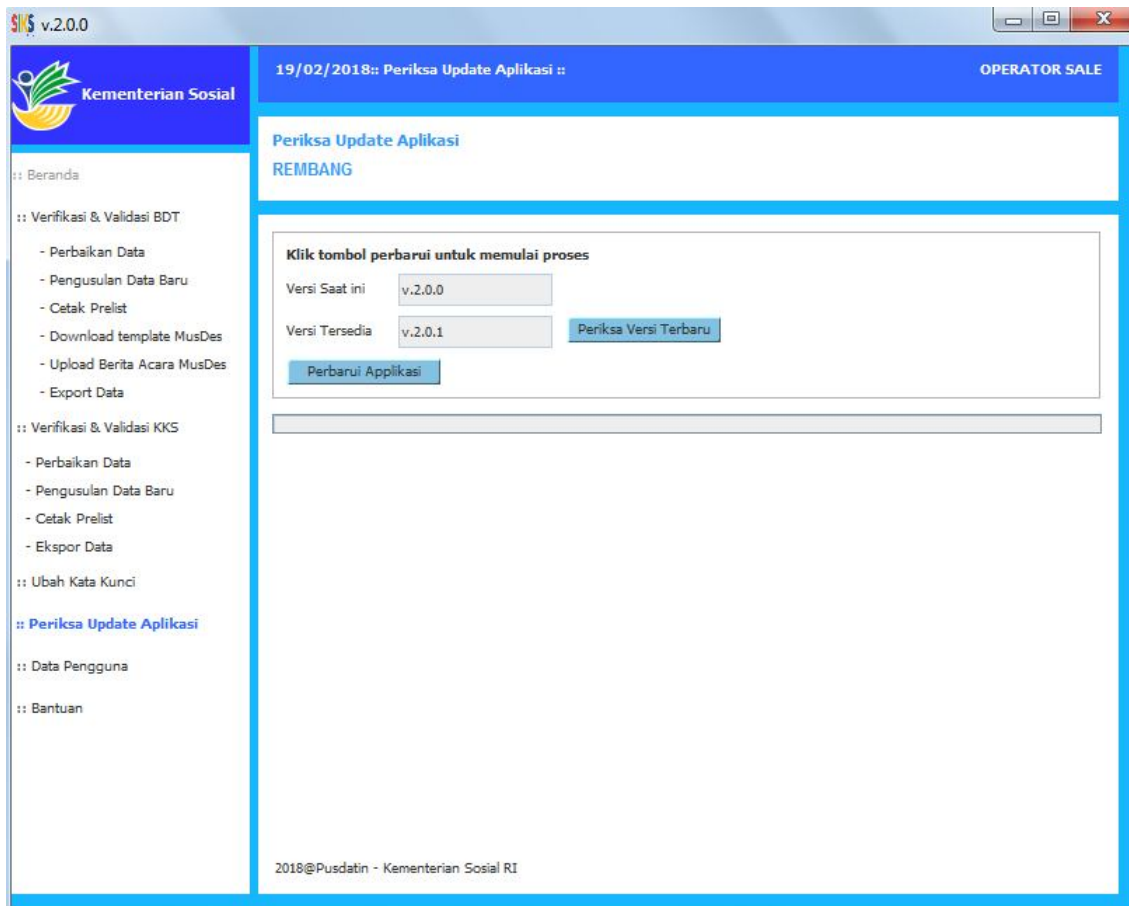 SIKS v.2.0.0
Kementerian Sosial
19/02/2018:: Periksa Update Aplikasi ::
OPERATOR SALE
Periksa Update Aplikasi
REMBANG
:: Beranda
:: Verifikasi & Validasi BDT
- Perbaikan Data
- Pengusulan Data Baru
- Cetak Prelist
- Download template MusDes
- Upload Berita Acara MusDes
- Export Data
:: Verifikasi & Validasi KKS
- Perbaikan Data
- Pengusulan Data Baru
- Cetak Prelist
- Ekspor Data
:: Ubah Kata Kunci
:: Periksa Update Aplikasi
:: Data Pengguna
:: Bantuan
Klik tombol perbarui untuk memulai proses
Versi Saat ini v.2.0.0
Versi Tersedia v.2.0.1 Periksa Versi Terbaru
Perbarui Applikasi
2018@Pusdatin - Kementerian Sosial RI